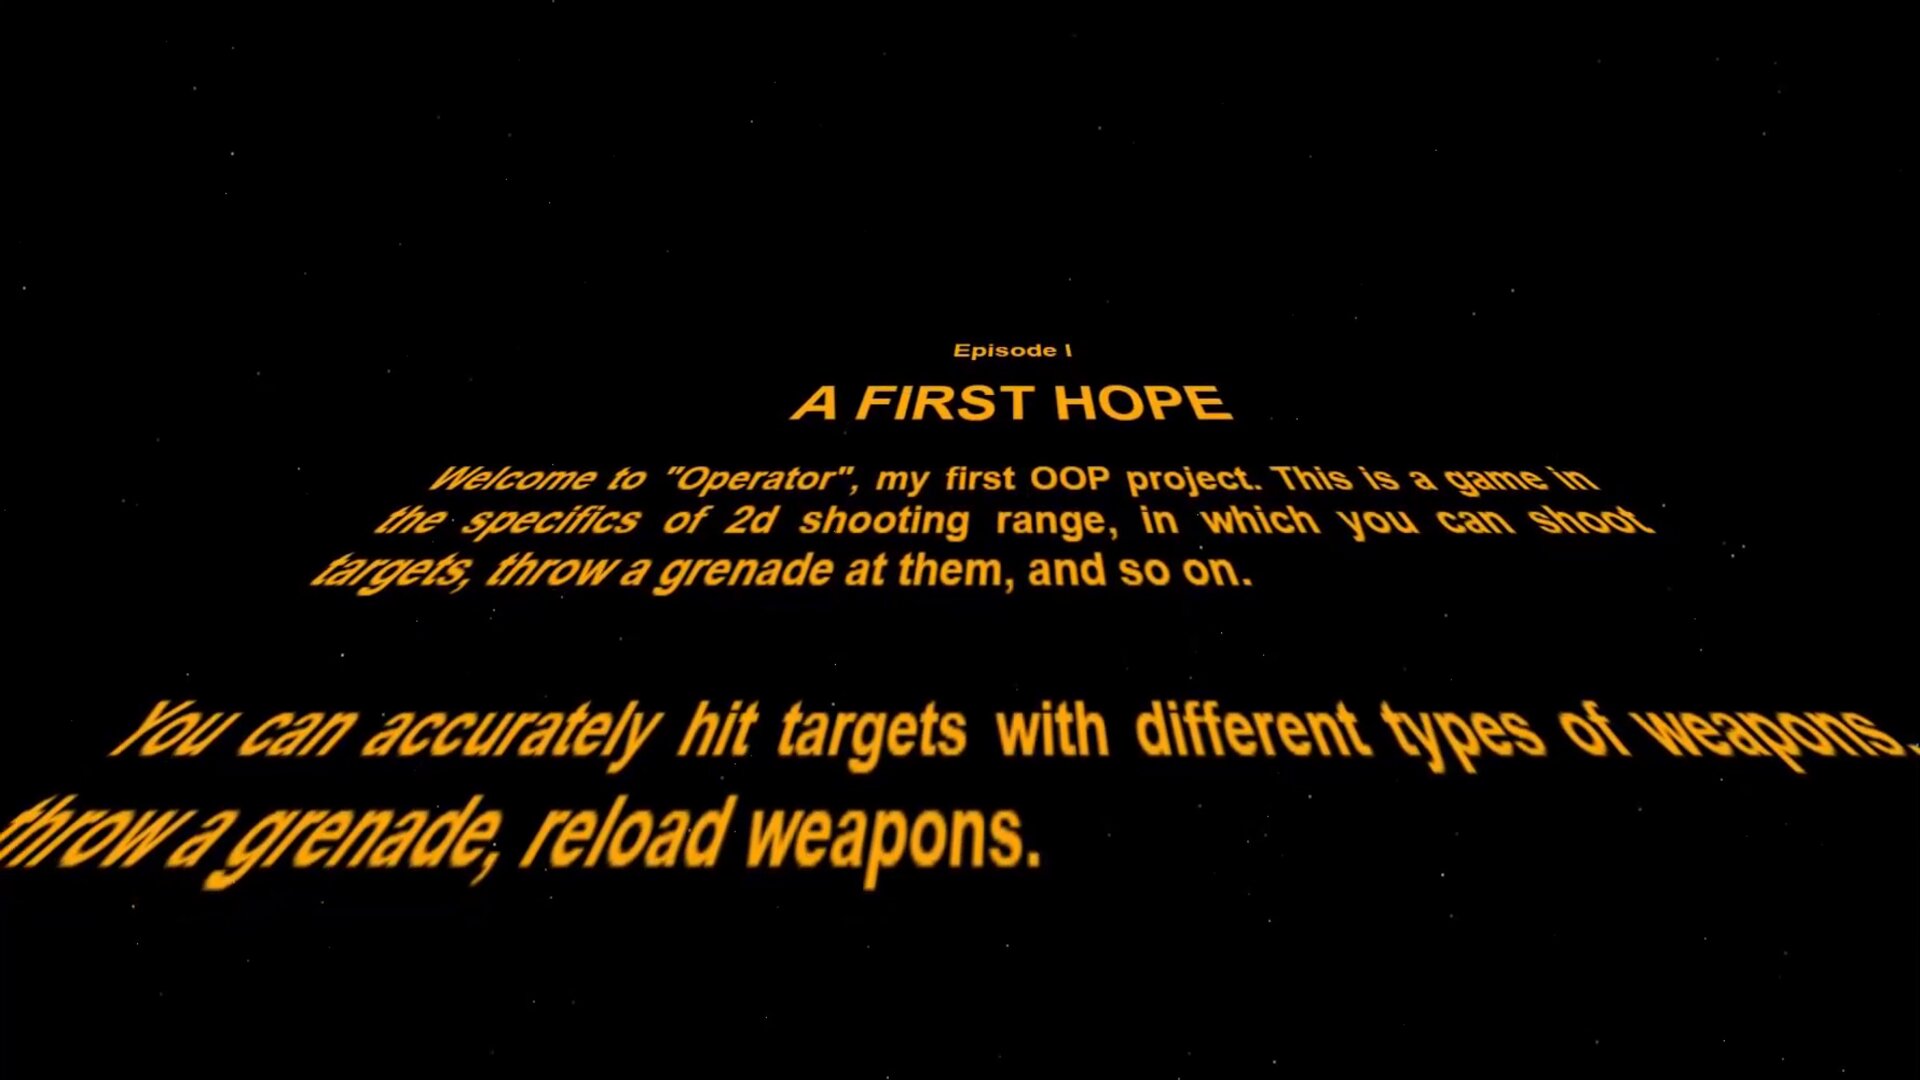 Episode I
A FIRST HOPE
Welcome to "Operator", my first OOP project. This is a game in
the specifics of 2d shooting range, in which you can shoot
targets, throw a grenade at them, and so on.
You can accurately hit targets with different types of weapons,
throw a grenade, reload weapons.